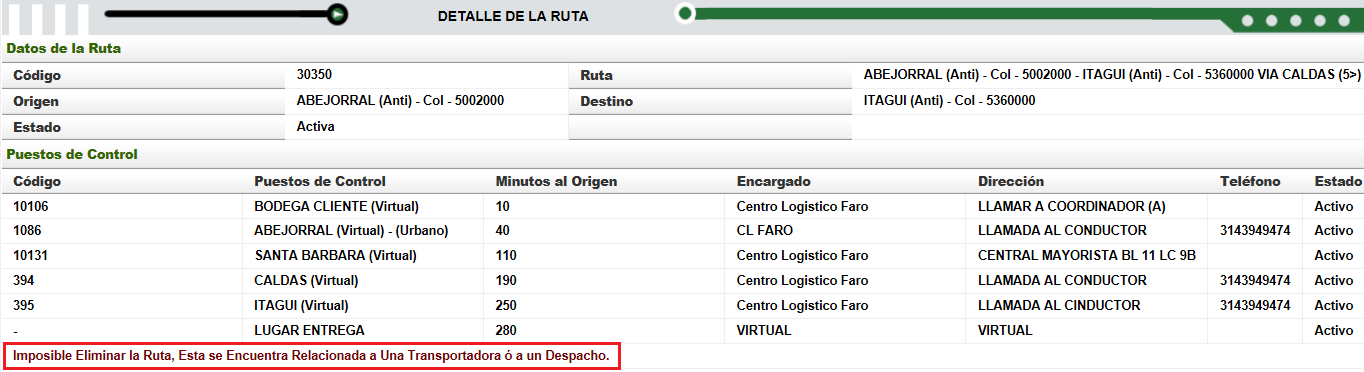 DETALLE DE LA RUTA
Datos de la Ruta
Código 30350 Ruta ABEJORRAL (Anti) - Col - 5002000 - ITAGUI (Anti) - Col - 5360000 VIA CALDAS (5>)
Origen ABEJORRAL (Anti) - Col - 5002000 Destino ITAGUI (Anti) - Col - 5360000
Estado Activa
Puestos de Control
Código Puestos de Control Minutos al Origen Encargado Dirección Teléfono Estado
10106 BODEGA CLIENTE (Virtual) 10 Centro Logistico Faro LLAMAR A COORDINADOR (A) Activo
1086 ABEJORRAL (Virtual) - (Urbano) 40 CL FARO LLAMADA AL CONDUCTOR 3143949474 Activo
10131 SANTA BARBARA (Virtual) 110 Centro Logistico Faro CENTRAL MAYORISTA BL 11 LC 9B Activo
394 CALDAS (Virtual) 190 Centro Logistico Faro LLAMADA AL CONDUCTOR 3143949474 Activo
395 ITAGUI (Virtual) 250 Centro Logistico Faro LLAMADA AL CINDUCTOR 3143949474 Activo
- LUGAR ENTREGA 280 VIRTUAL VIRTUAL Activo
Imposible Eliminar la Ruta, Esta se Encuentra Relacionada a Una Transportadora ó a un Despacho.